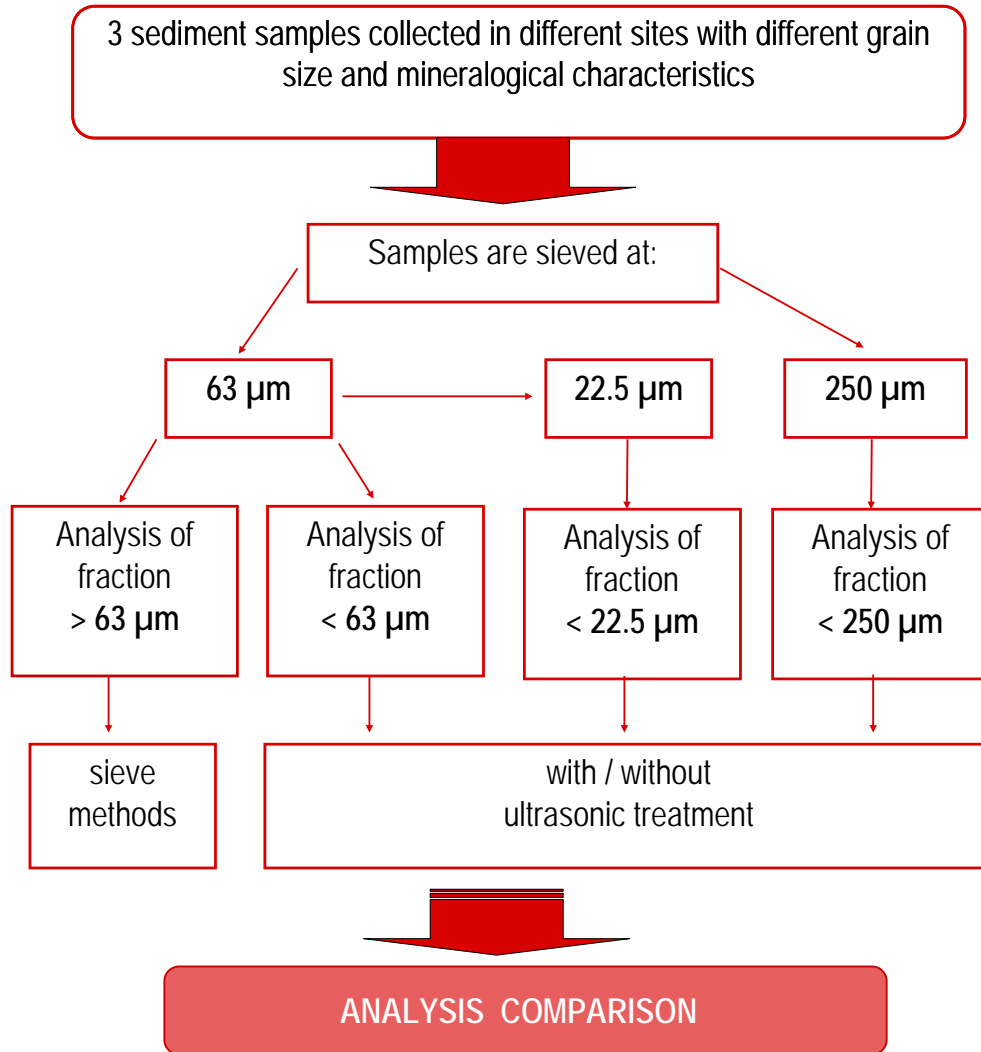 3 sediment samples collected in different sites with different grain
size and mineralogical characteristics
Samples are sieved at:
63 µm
22.5 µm
250 µm
Analysis of
fraction
> 63 µm
Analysis of
fraction
< 63 µm
Analysis of
fraction
< 22.5 µm
Analysis of
fraction
< 250 µm
sieve
methods
with / without
ultrasonic treatment
ANALYSIS COMPARISON